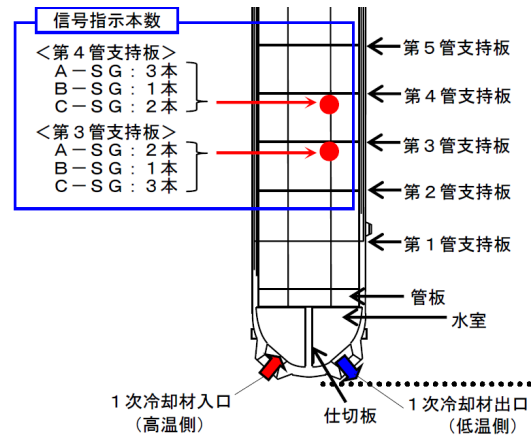 信号指示本数
＜第４管支持板＞
Ａ－ＳＧ：３本
Ｂ－ＳＧ：１本
Ｃ－ＳＧ：２本
＜第３管支持板＞
Ａ－ＳＧ：２本
Ｂ－ＳＧ：１本
Ｃ－ＳＧ：３本
第５管支持板
第４管支持板
第３管支持板
第２管支持板
第１管支持板
管板
水室
１次冷却材入口
（高温側）
仕切板
１次冷却材出口
（低温側）